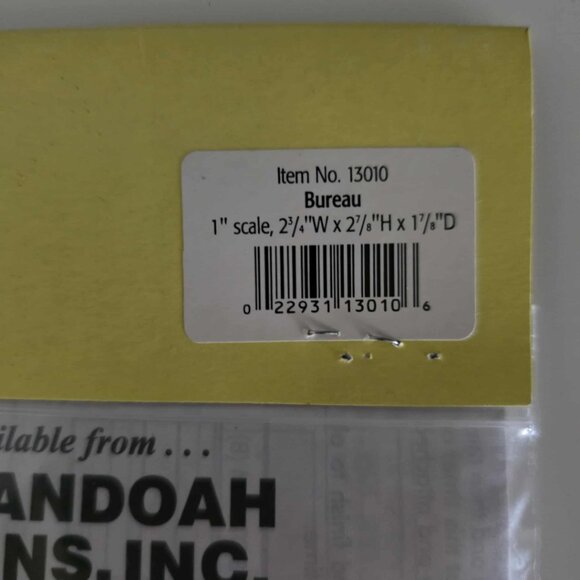 Item No. 13010
Bureau
1" scale, 2¾"W x 2⅞"H x 1⅞"D
0 22931 13010 6
ilable from . . .
ANDOAH
NS, INC.